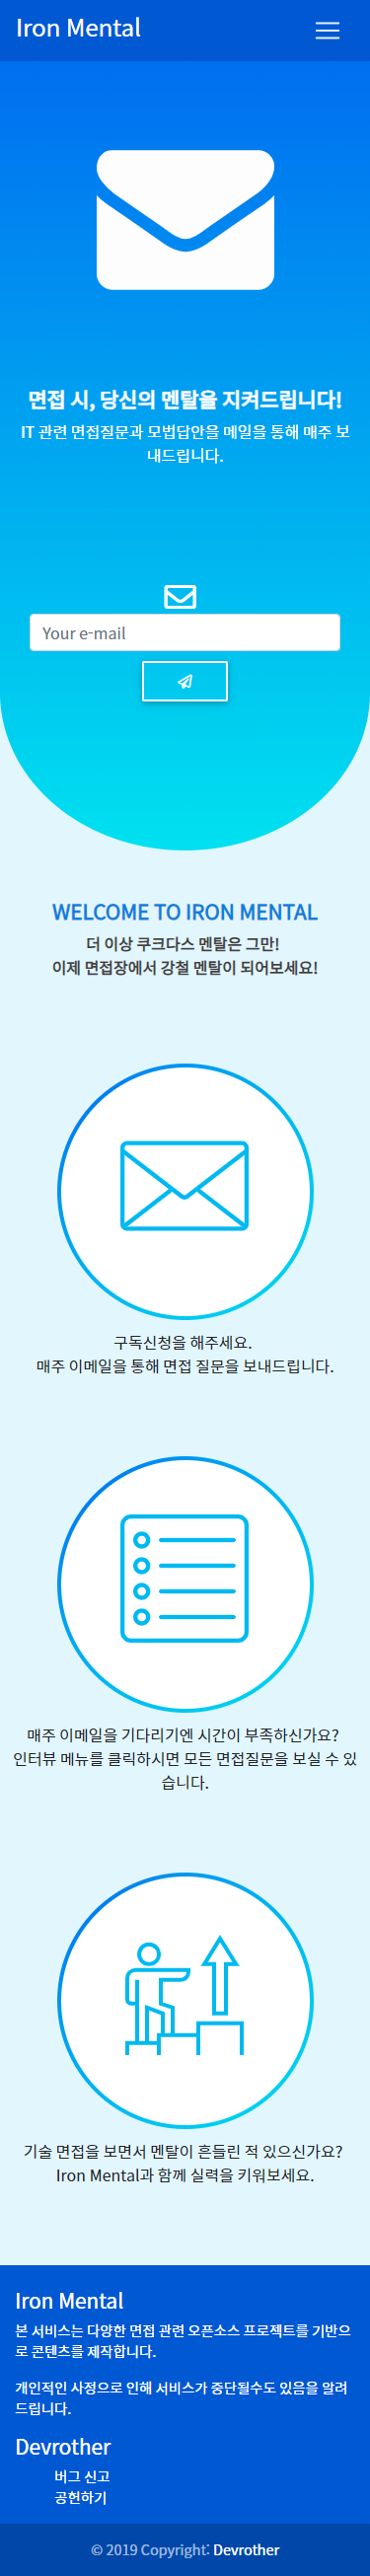 Iron Mental
면접 시, 당신의 멘탈을 지켜드립니다!
IT 관련 면접질문과 모법답안을 메일을 통해 매주 보
내드립니다.
Your e-mail
WELCOME TO IRON MENTAL
더 이상 쿠크다스 멘탈은 그만!
이제 면접장에서 강철 멘탈이 되어보세요!
구독신청을 해주세요.
매주 이메일을 통해 면접 질문을 보내드립니다.
매주 이메일을 기다리기엔 시간이 부족하신가요?
인터뷰 메뉴를 클릭하시면 모든 면접질문을 보실 수 있
습니다.
기술 면접을 보면서 멘탈이 흔들린 적 있으신가요?
Iron Mental과 함께 실력을 키워보세요.
Iron Mental
본 서비스는 다양한 면접 관련 오픈소스 프로젝트를 기반으
로 콘텐츠를 제작합니다.
개인적인 사정으로 인해 서비스가 중단될수도 있음을 알려
드립니다.
Devrother
버그 신고
공헌하기
© 2019 Copyright: Devrother